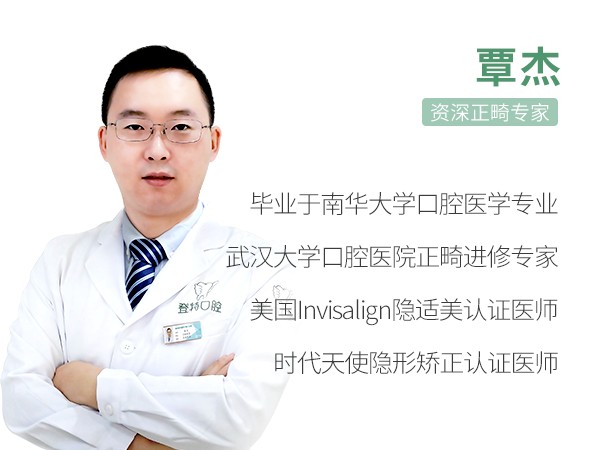 覃杰
资深正畸专家
毕业于南华大学口腔医学专业
武汉大学口腔医院正畸进修专家
美国Invisalign隐适美认证医师
时代天使隐形矫正认证医师
登特口腔